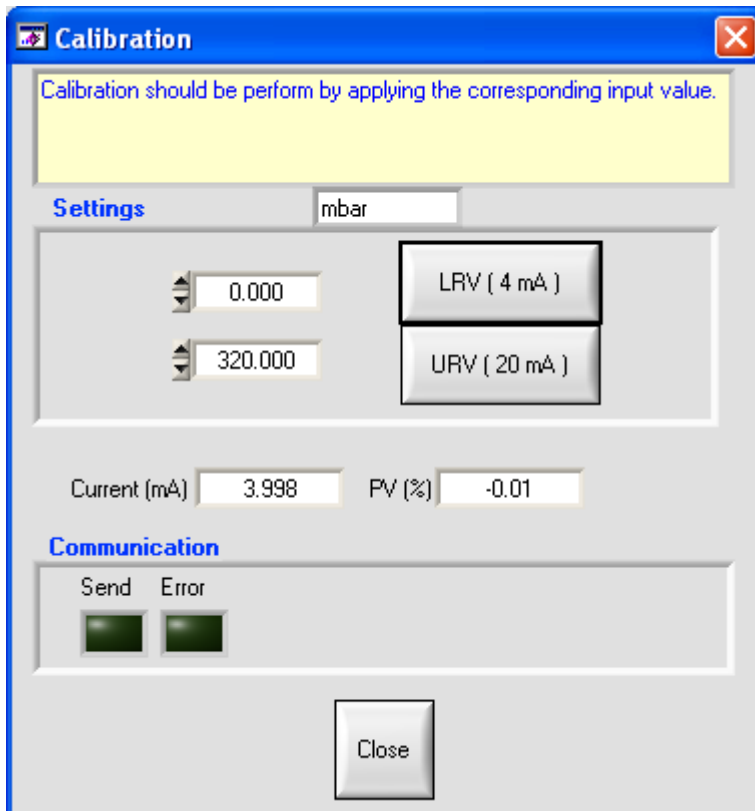 Calibration
Calibration should be perform by applying the corresponding input value.
Settings
mbar
0.000
LRV ( 4 mA )
320.000
URV ( 20 mA )
Current (mA) 3.998 PV (%) -0.01
Communication
Send Error
Close